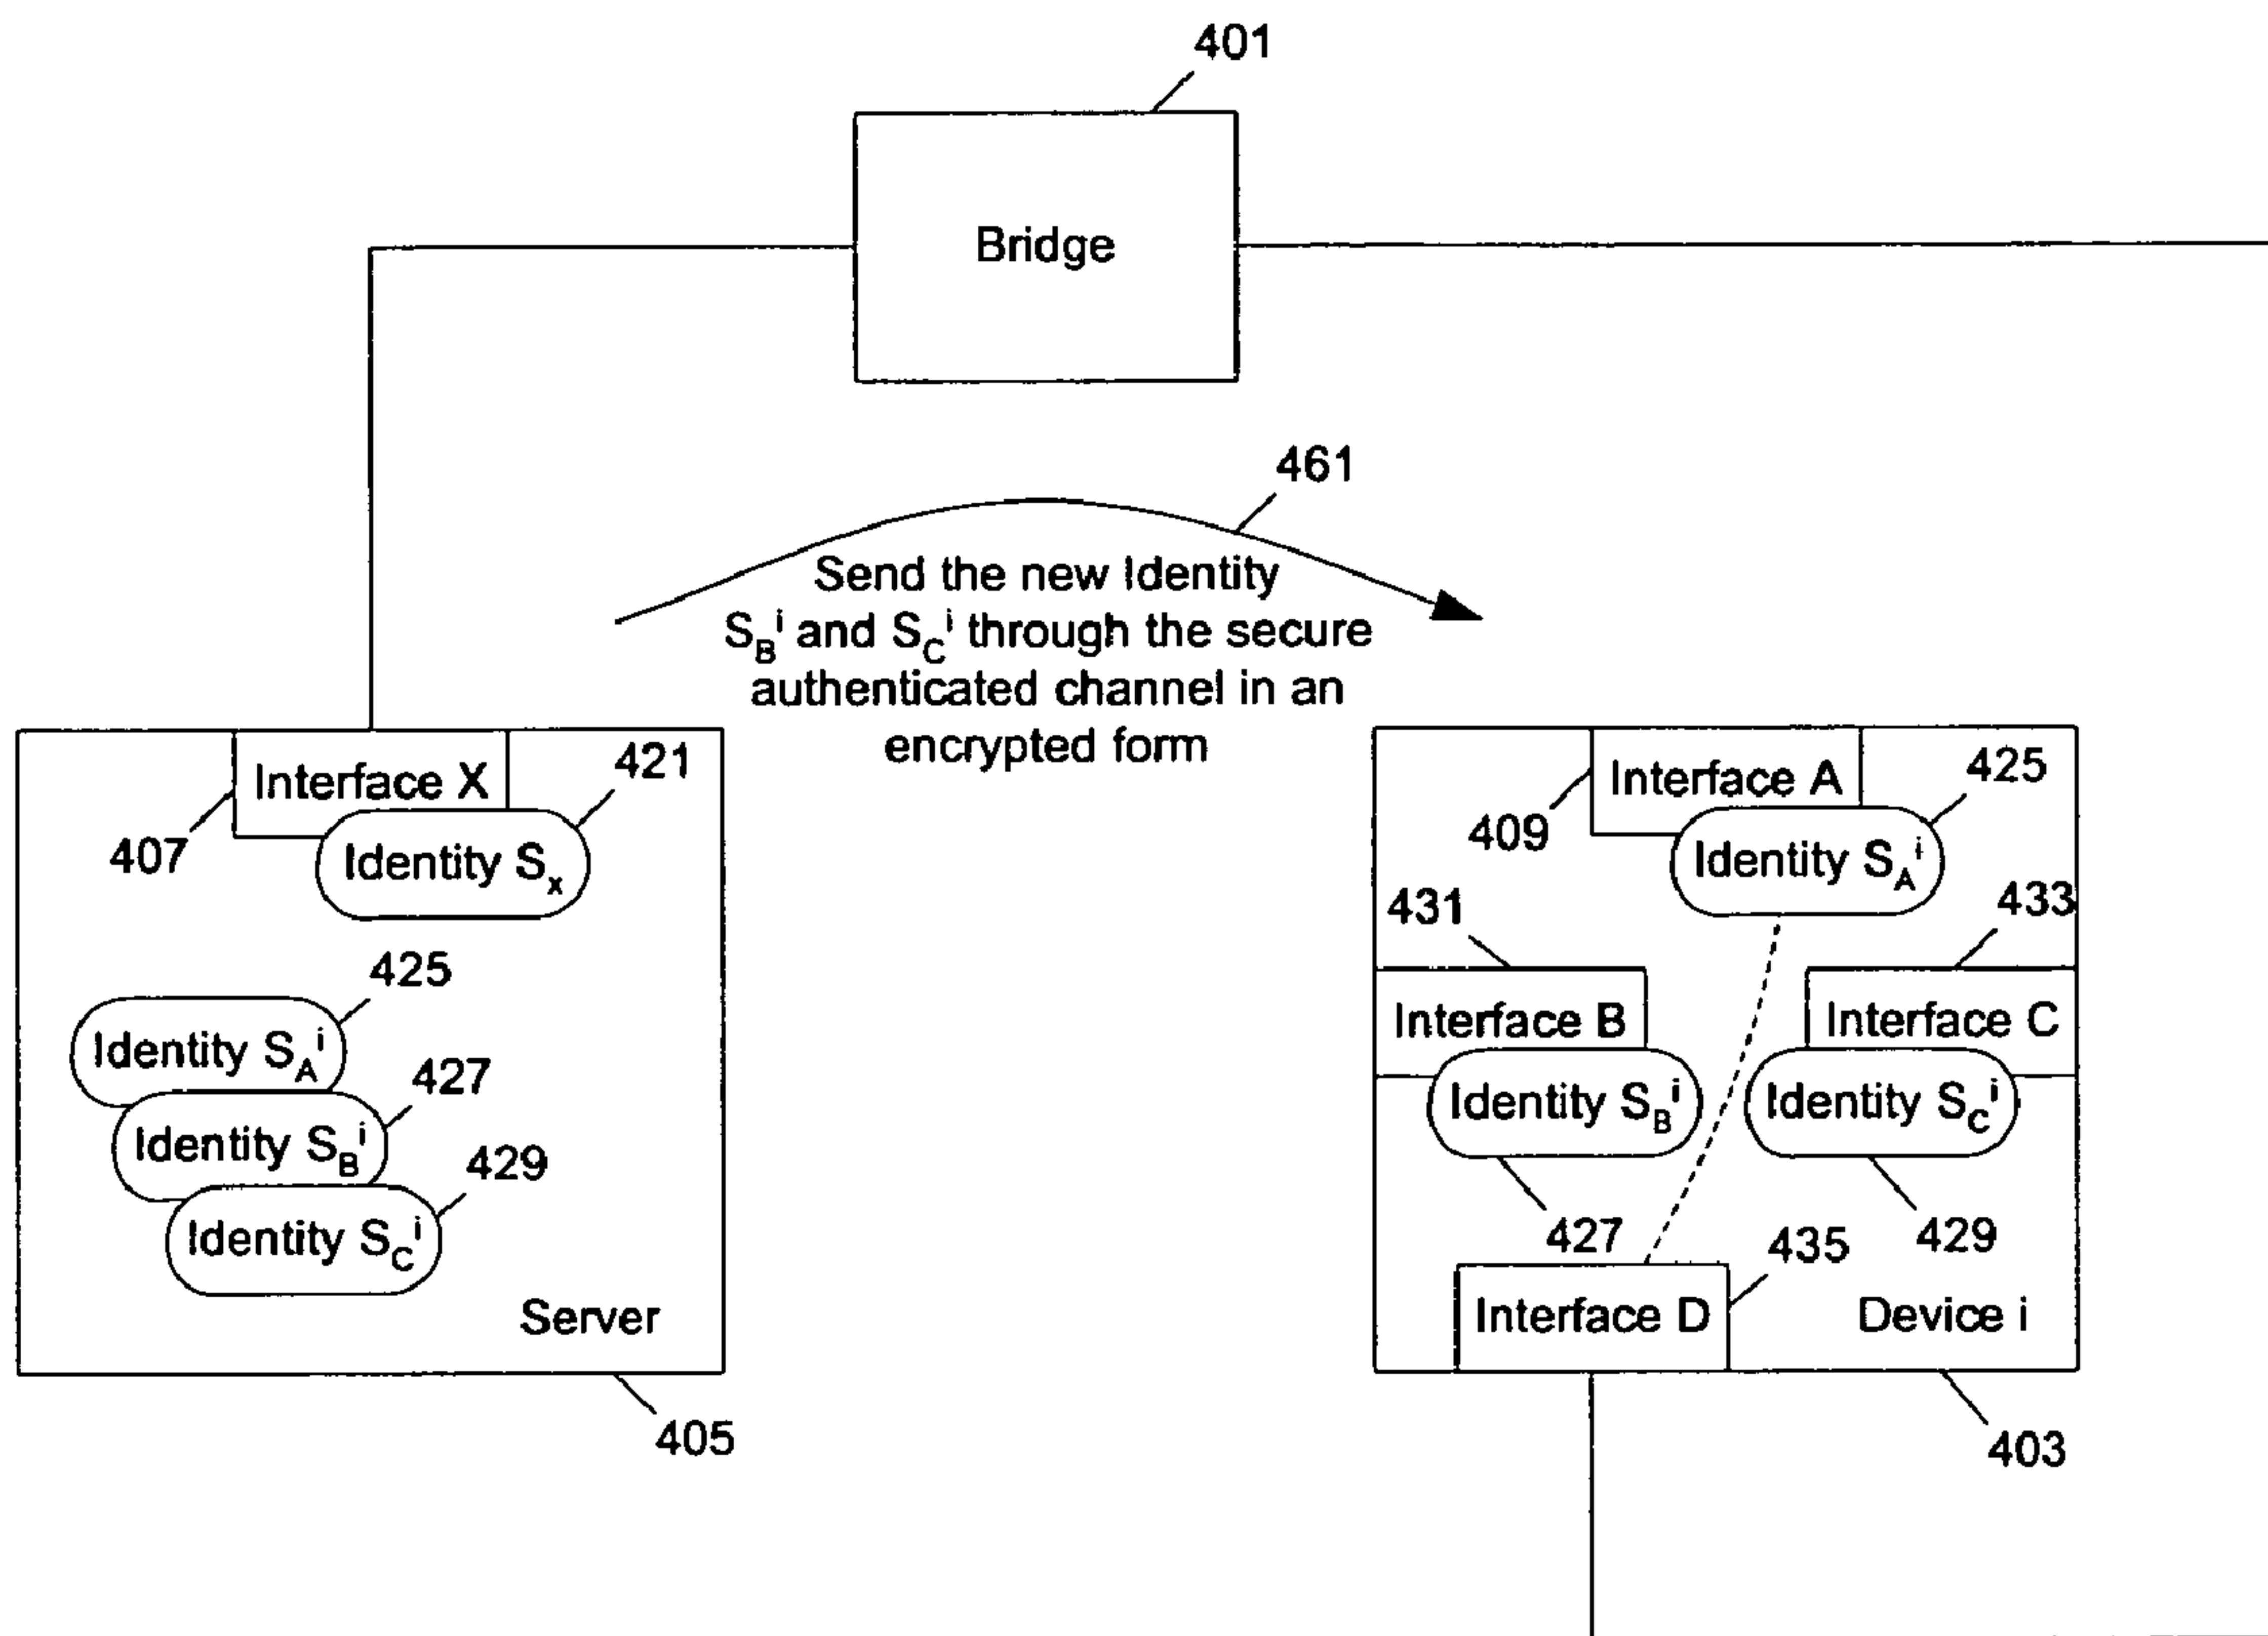 401
Bridge
461
Send the new Identity
S_B^i and S_C^i through the secure
authenticated channel in an
encrypted form
Interface X
421
407
Identity S_x
425
Identity S_A^i
427
Identity S_B^i
429
Identity S_C^i
Server
405
Interface A
425
409
Identity S_A^i
431
433
Interface B
Interface C
Identity S_B^i
Identity S_C^i
427
429
435
Interface D
Device i
403